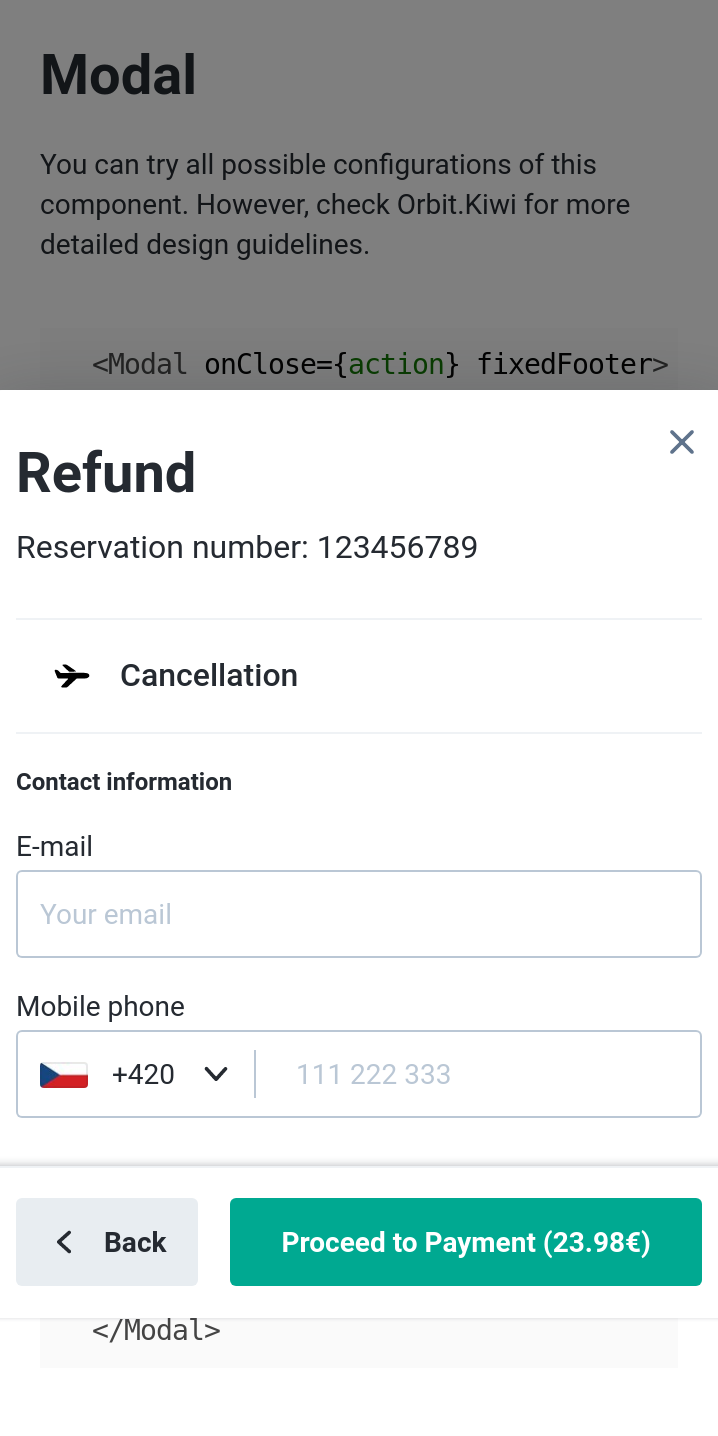 Modal
You can try all possible configurations of this
component. However, check Orbit.Kiwi for more
detailed design guidelines.
<Modal onClose={action} fixedFooter>
Refund
Reservation number: 123456789
Cancellation
Contact information
E-mail
Your email
Mobile phone
+420 111 222 333
Back Proceed to Payment (23.98€)
</Modal>